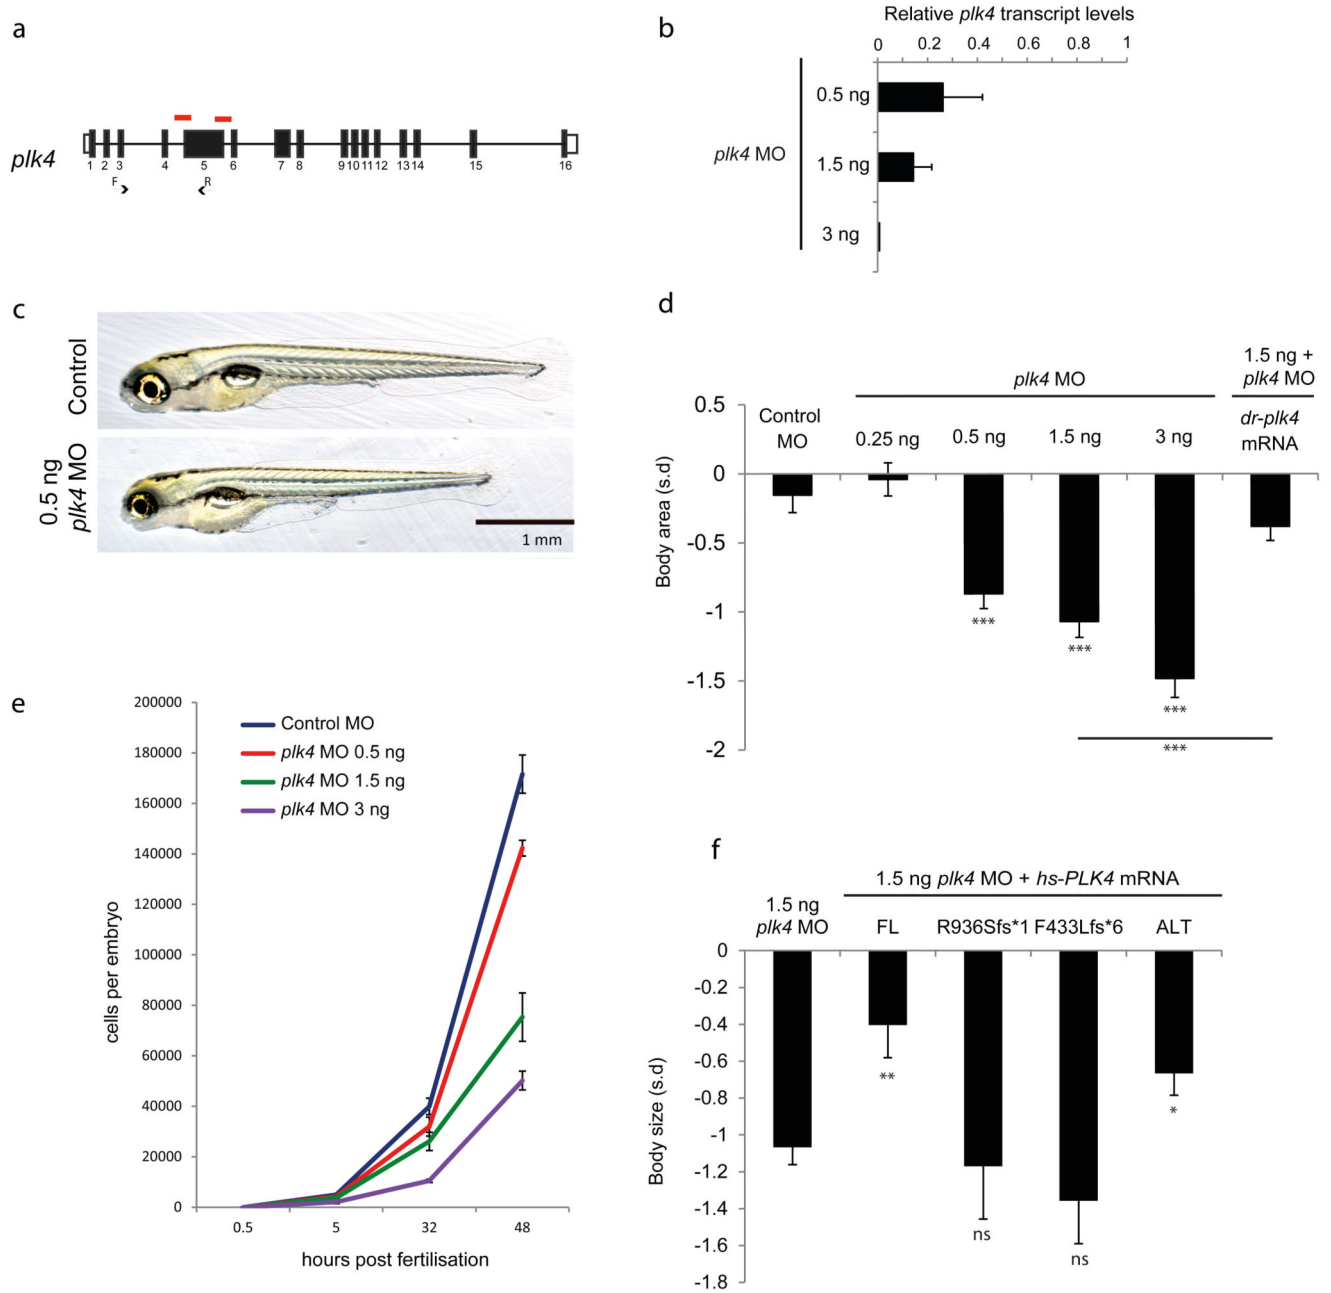 a
plk4
1 2 3 4 5 6 7 8 9 10 11 12 13 14 15 16
F R
b
Relative plk4 transcript levels
0 0.2 0.4 0.6 0.8 1
plk4 MO
0.5 ng
1.5 ng
3 ng
c
Control
0.5 ng
plk4 MO
1 mm
d
1.5 ng +
plk4 MO
plk4 MO
Control
MO
0.25 ng 0.5 ng 1.5 ng 3 ng
dr-plk4
mRNA
Body area (s.d)
0.5
0
-0.5
-1
-1.5
-2
***
***
***
***
e
cells per embryo
200000
180000
160000
140000
120000
100000
80000
60000
40000
20000
0
Control MO
plk4 MO 0.5 ng
plk4 MO 1.5 ng
plk4 MO 3 ng
0.5 5 32 48
hours post fertilisation
f
1.5 ng plk4 MO + hs-PLK4 mRNA
1.5 ng
plk4 MO
FL R936Sfs*1 F433Lfs*6 ALT
Body size (s.d)
0
-0.2
-0.4
-0.6
-0.8
-1
-1.2
-1.4
-1.6
-1.8
**
ns
ns
*